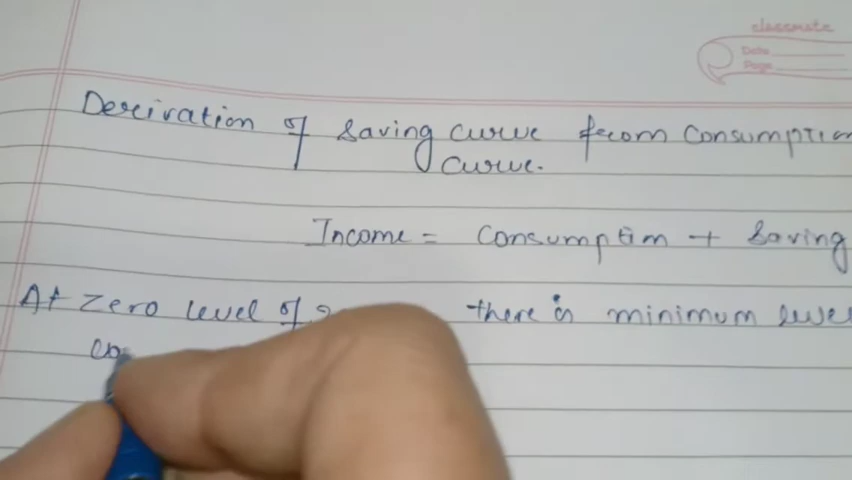 classmate
Date
Page
Derivation of Saving curve from Consumption
curve.
Income = Consumption + Saving
At Zero level of there is minimum level